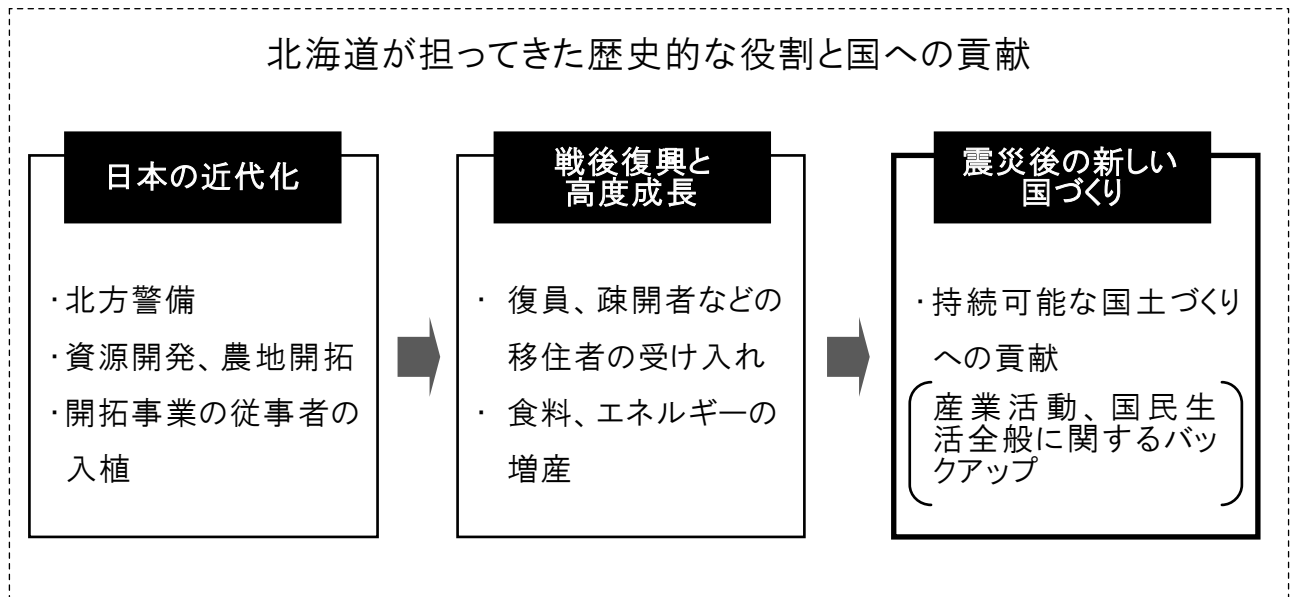 北海道が担ってきた歴史的な役割と国への貢献
日本の近代化
・北方警備
・資源開発、農地開拓
・開拓事業の従事者の
入植
戦後復興と
高度成長
・ 復員、疎開者などの
移住者の受け入れ
・ 食料、エネルギーの
増産
震災後の新しい
国づくり
・持続可能な国土づくり
への貢献
産業活動、国民生
活全般に関するバッ
クアップ